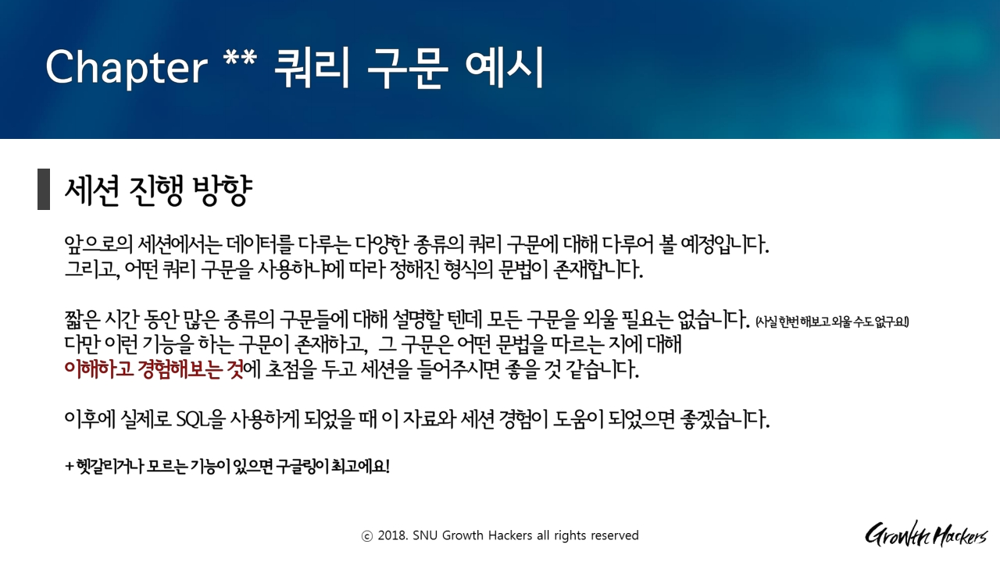 Chapter ** 쿼리 구문 예시
세션 진행 방향
앞으로의 세션에서는 데이터를 다루는 다양한 종류의 쿼리 구문에 대해 다루어 볼 예정입니다.
그리고, 어떤 쿼리 구문을 사용하냐에 따라 정해진 형식의 문법이 존재합니다.
짧은 시간 동안 많은 종류의 구문들에 대해 설명할 텐데 모든 구문을 외울 필요는 없습니다. (사실 한번 해보고 외울 수도 없구요!)
다만 이런 기능을 하는 구문이 존재하고, 그 구문은 어떤 문법을 따르는 지에 대해
이해하고 경험해보는 것에 초점을 두고 세션을 들어주시면 좋을 것 같습니다.
이후에 실제로 SQL을 사용하게 되었을 때 이 자료와 세션 경험이 도움이 되었으면 좋겠습니다.
+ 헷갈리거나 모르는 기능이 있으면 구글링이 최고에요!
ⓒ 2018. SNU Growth Hackers all rights reserved
Growth Hackers